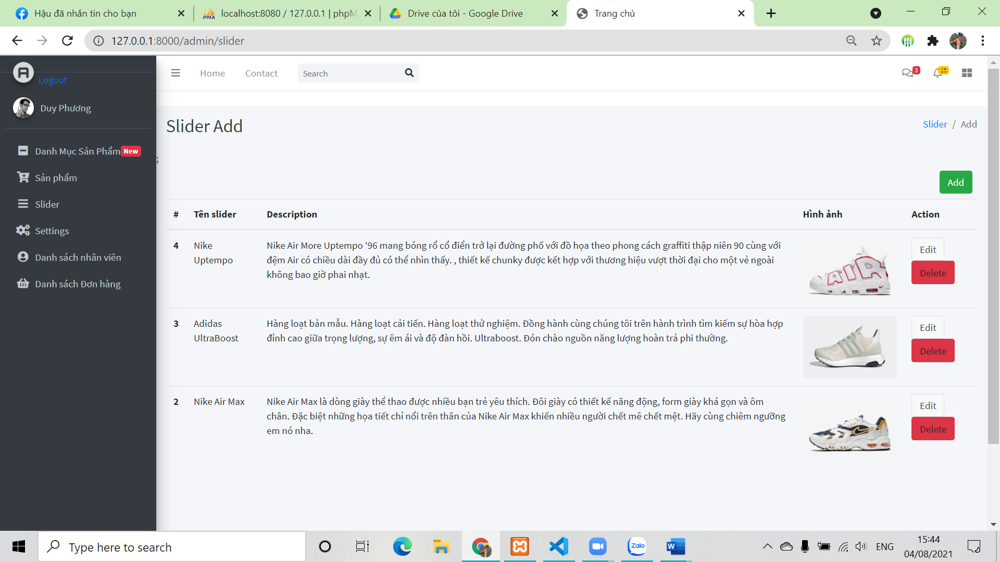 Hậu đã nhắn tin cho bạn
localhost:8080 / 127.0.0.1 | phpM
Drive của tôi - Google Drive
Trang chủ
127.0.0.1:8000/admin/slider
Logout
Home
Contact
Search
3
15
Duy Phương
Slider Add
Slider / Add
Danh Mục Sản Phẩm New
;
Sản phẩm
Add
Slider
# Tên slider Description Hình ảnh Action
Settings
Danh sách nhân viên
Danh sách Đơn hàng
4
Nike
Uptempo
Nike Air More Uptempo '96 mang bóng rổ cổ điển trở lại đường phố với đồ họa theo phong cách graffiti thập niên 90 cùng với
đệm Air có chiều dài đầy đủ có thể nhìn thấy. , thiết kế chunky được kết hợp với thương hiệu vượt thời đại cho một vẻ ngoài
không bao giờ phai nhạt.
AIR
Edit
Delete
3
Adidas
UltraBoost
Hàng loạt bản mẫu. Hàng loạt cải tiến. Hàng loạt thử nghiệm. Đồng hành cùng chúng tôi trên hành trình tìm kiếm sự hòa hợp
đỉnh cao giữa trọng lượng, sự êm ái và độ đàn hồi. Ultraboost. Đón chào nguồn năng lượng hoàn trả phi thường.
Edit
Delete
2
Nike Air Max
Nike Air Max là dòng giày thể thao được nhiều bạn trẻ yêu thích. Đôi giày có thiết kế năng động, form giày khá gọn và ôm
chân. Đặc biệt những họa tiết chỉ nổi trên thân của Nike Air Max khiến nhiều người chết mê chết mệt. Hãy cùng chiêm ngưỡng
em nó nha.
Edit
Delete
Type here to search
Zalo
W
ENG
15:44
04/08/2021